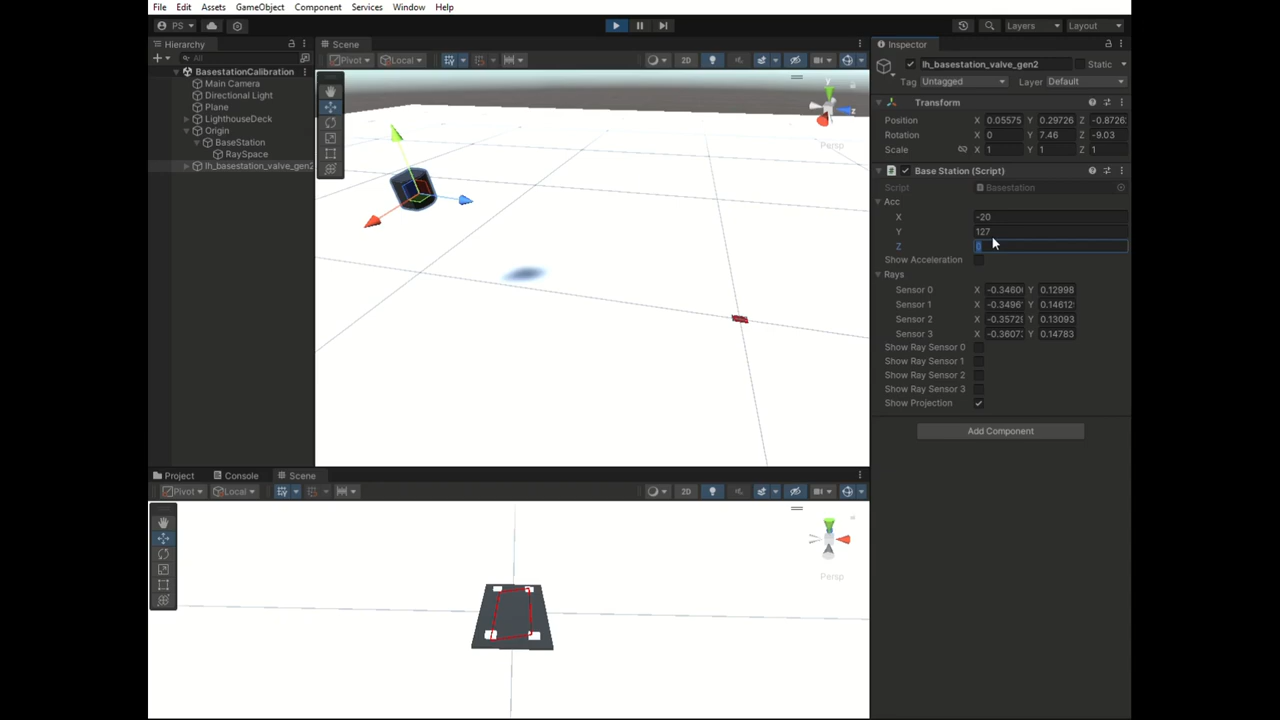 File Edit Assets GameObject Component Services Window Help
PS Layers Layout
Hierarchy Scene Inspector
All Pivot Local 2D lh_basestation_valve_gen2 Static
BasestationCalibration Tag Untagged Layer Default
Main Camera
Directional Light Transform
Plane y
LighthouseDeck z Position X 0.05575 Y 0.29726 Z -0.8726
Origin Rotation X 0 Y 7.46 Z -9.03
BaseStation Persp Scale X 1 Y 1 Z 1
RaySpace
lh_basestation_valve_gen2 Base Station (Script)
Script Basestation
Acc
X -20
Y 127
Z
Show Acceleration
Rays
Sensor 0 X -0.3460 Y 0.12998
Sensor 1 X -0.3496 Y 0.14612
Sensor 2 X -0.3572 Y 0.13093
Sensor 3 X -0.3607 Y 0.14783
Show Ray Sensor 0
Show Ray Sensor 1
Show Ray Sensor 2
Show Ray Sensor 3
Show Projection
Add Component
Project Console Scene
Pivot Local 2D
Persp